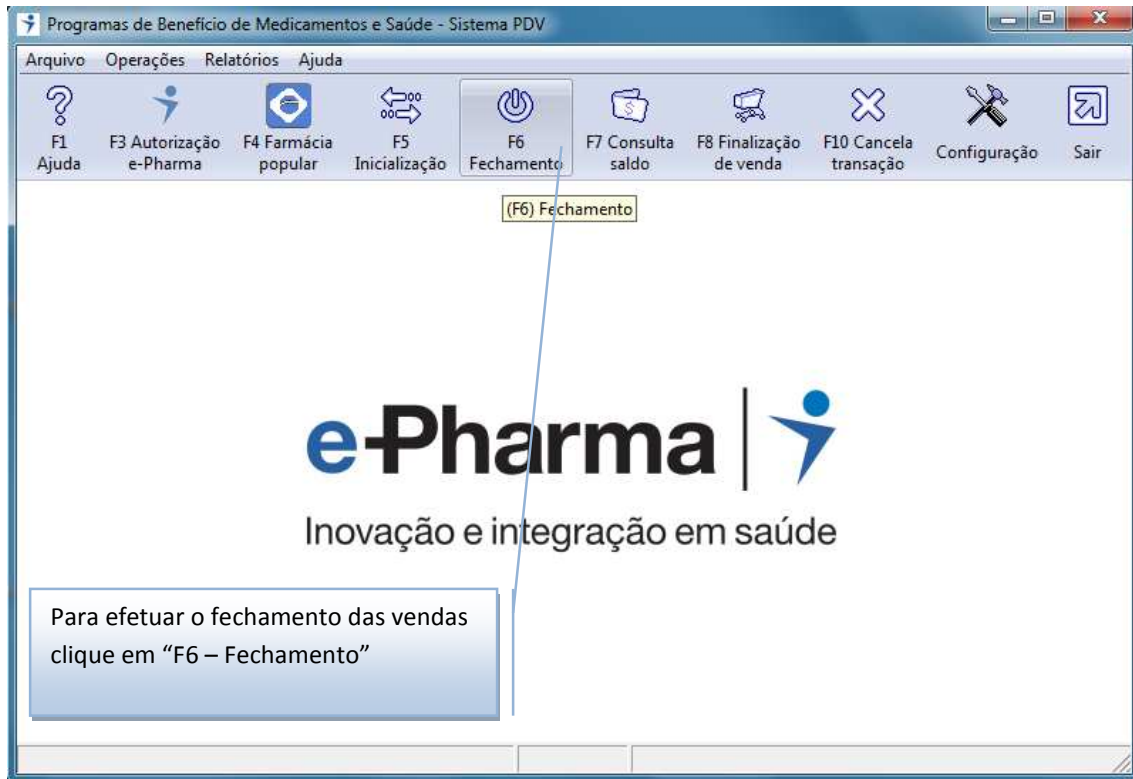 Programas de Benefício de Medicamentos e Saúde - Sistema PDV
Arquivo Operações Relatórios Ajuda
F1 Ajuda
F3 Autorização e-Pharma
F4 Farmácia popular
F5 Inicialização
F6 Fechamento
F7 Consulta saldo
F8 Finalização de venda
F10 Cancela transação
Configuração
Sair
(F6) Fechamento
e-Pharma
Inovação e integração em saúde
Para efetuar o fechamento das vendas
clique em “F6 – Fechamento”